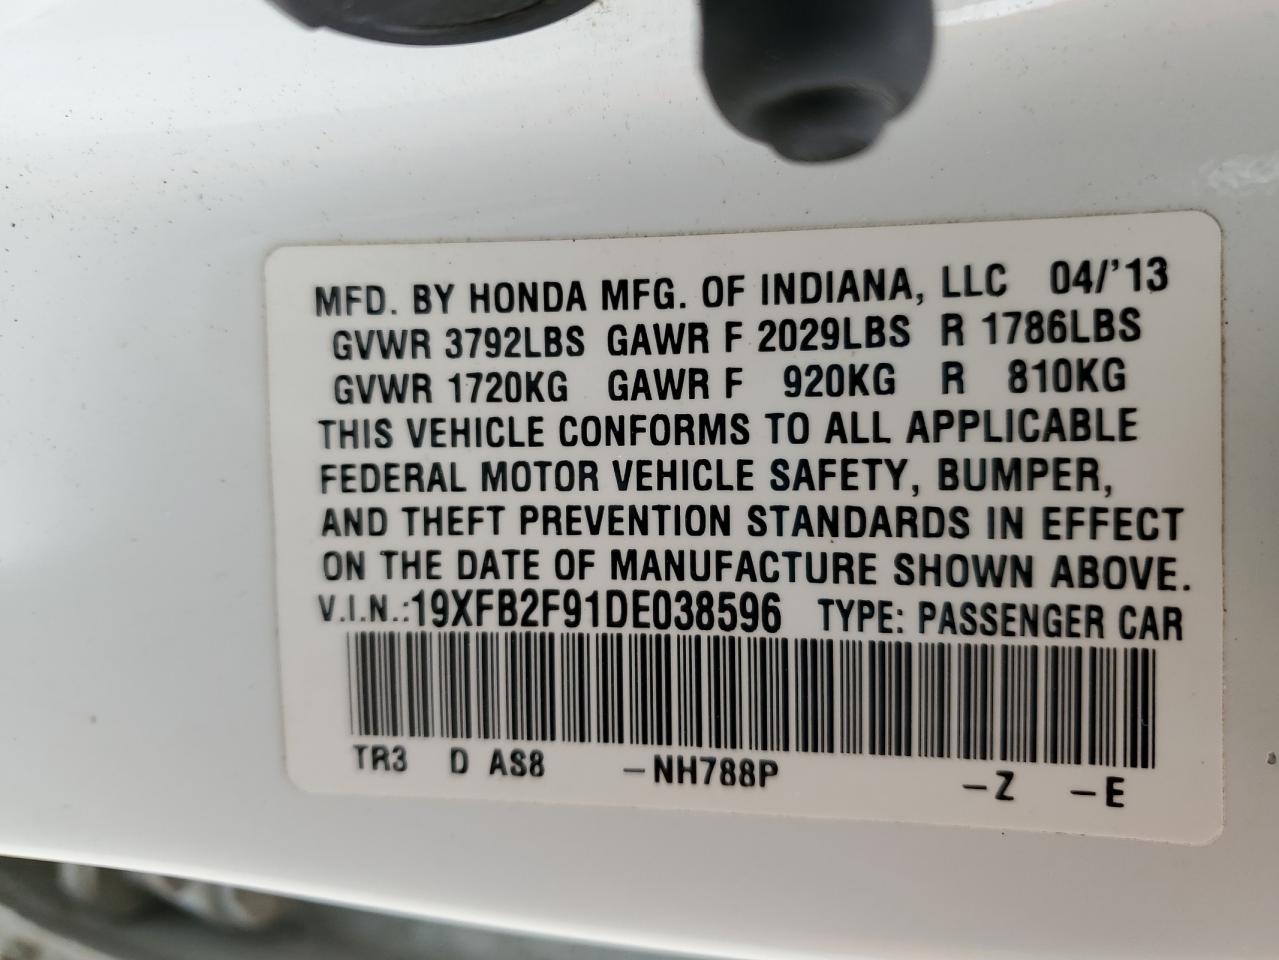 MFD. BY HONDA MFG. OF INDIANA, LLC 04/'13
GVWR 3792LBS GAWR F 2029LBS R 1786LBS
GVWR 1720KG GAWR F 920KG R 810KG
THIS VEHICLE CONFORMS TO ALL APPLICABLE
FEDERAL MOTOR VEHICLE SAFETY, BUMPER,
AND THEFT PREVENTION STANDARDS IN EFFECT
ON THE DATE OF MANUFACTURE SHOWN ABOVE.
V.I.N.:19XFB2F91DE038596 TYPE: PASSENGER CAR
TR3 D AS8 –NH788P –Z –E